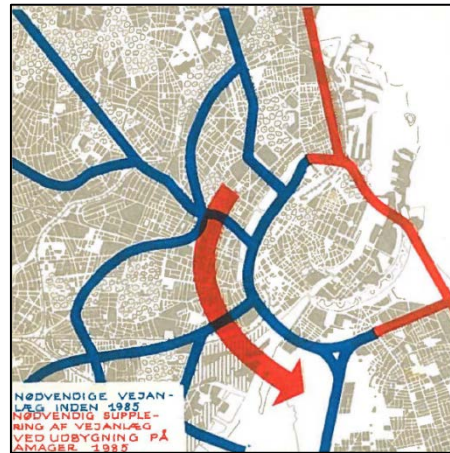 NØDVENDIGE VEJAN-
LÆG INDEN 1985
NØDVENDIG SUPPLE-
RING AF VEJANLÆG
VED UDBYGNING PÅ
AMAGER 1985